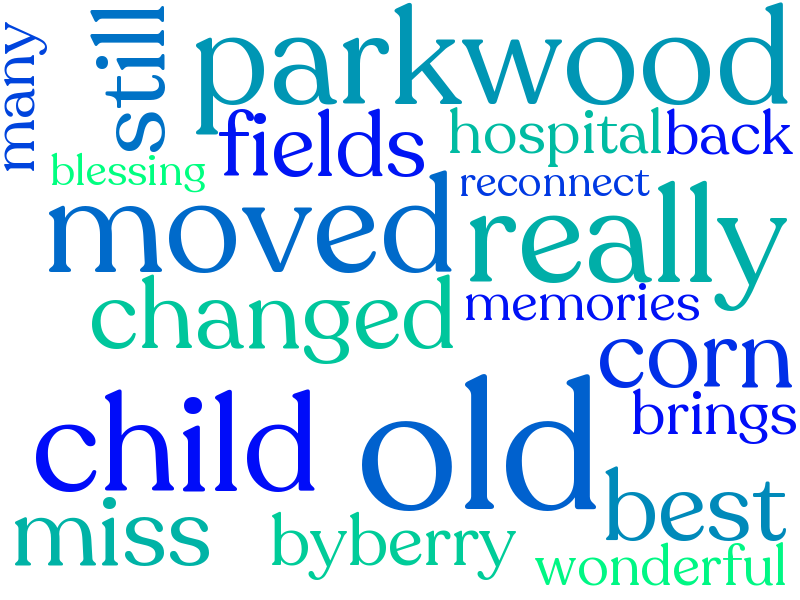 many
still
parkwood
fields
hospital
back
blessing
reconnect
moved
really
changed
memories
corn
brings
child
old
best
miss
byberry
wonderful